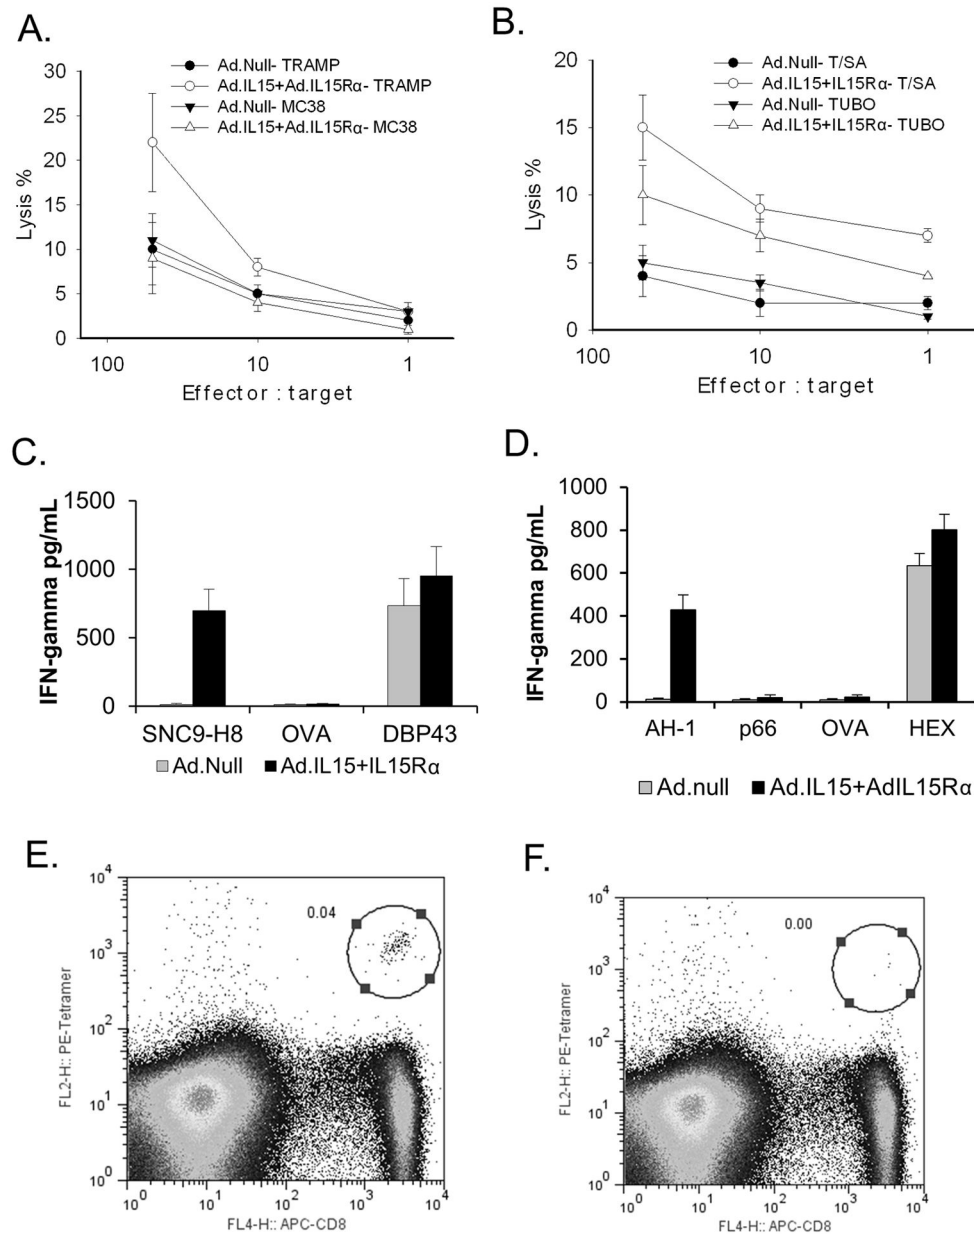 A.
Ad.Null- TRAMP
Ad.IL15+Ad.IL15Rα- TRAMP
Ad.Null- MC38
Ad.IL15+Ad.IL15Rα- MC38
Lysis %
30
25
20
15
10
5
0
100
10
1
Effector : target
B.
Ad.Null- T/SA
Ad.IL15+IL15Rα- T/SA
Ad.Null- TUBO
Ad.IL15+IL15Rα- TUBO
Lysis %
20
15
10
5
0
100
10
1
Effector : target
C.
IFN-gamma pg/mL
1500
1000
500
0
SNC9-H8 OVA DBP43
Ad.Null Ad.IL15+IL15Rα
D.
IFN-gamma pg/mL
1000
800
600
400
200
0
AH-1 p66 OVA HEX
Ad.null Ad.IL15+AdIL15Rα
E.
FL2-H:: PE-Tetramer
10⁴
10³
10²
10¹
10⁰
0.04
10⁰ 10¹ 10² 10³ 10⁴
FL4-H:: APC-CD8
F.
FL2-H:: PE-Tetramer
10⁴
10³
10²
10¹
10⁰
0.00
10⁰ 10¹ 10² 10³ 10⁴
FL4-H:: APC-CD8